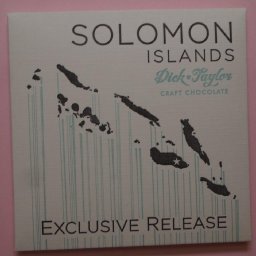 SOLOMON
ISLANDS
Dick Taylor
CRAFT CHOCOLATE
EXCLUSIVE RELEASE